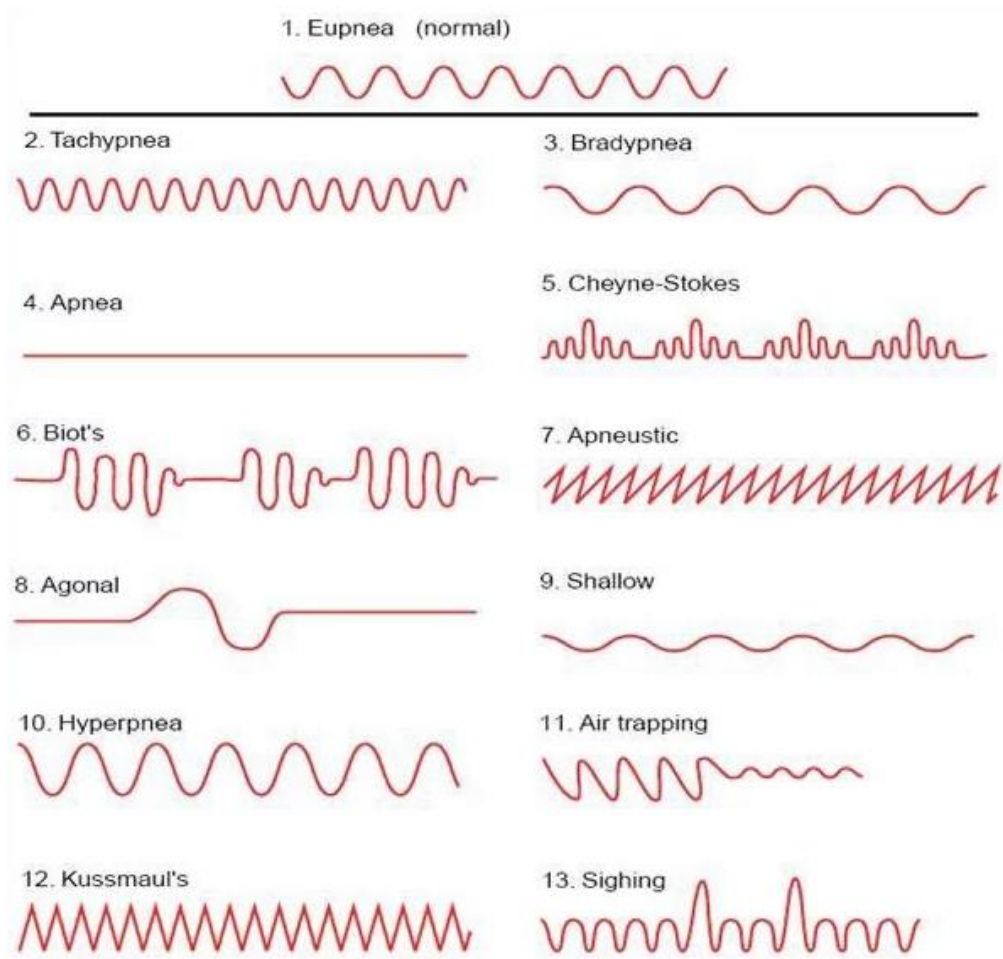 1. Eupnea (normal)
2. Tachypnea
3. Bradypnea
4. Apnea
5. Cheyne-Stokes
6. Biot's
7. Apneustic
8. Agonal
9. Shallow
10. Hyperpnea
11. Air trapping
12. Kussmaul's
13. Sighing